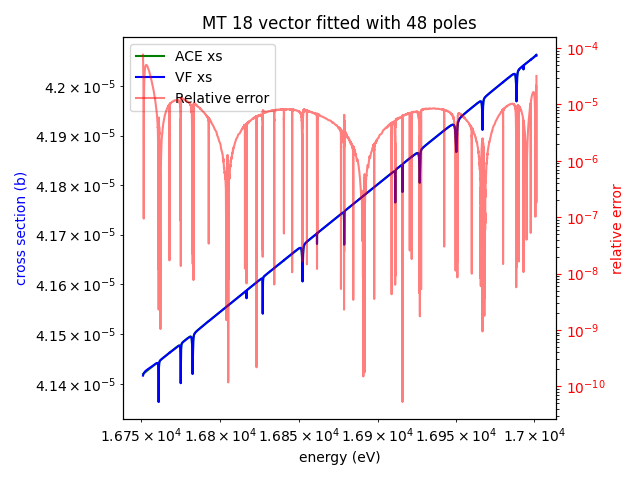 MT 18 vector fitted with 48 poles
ACE xs
VF xs
Relative error
cross section (b)
4.2 × 10⁻⁵
4.19 × 10⁻⁵
4.18 × 10⁻⁵
4.17 × 10⁻⁵
4.16 × 10⁻⁵
4.15 × 10⁻⁵
4.14 × 10⁻⁵
10⁻⁴
10⁻⁵
10⁻⁶
10⁻⁷
10⁻⁸
10⁻⁹
10⁻¹⁰
relative error
1.675 × 10⁴ 1.68 × 10⁴ 1.685 × 10⁴ 1.69 × 10⁴ 1.695 × 10⁴ 1.7 × 10⁴
energy (eV)